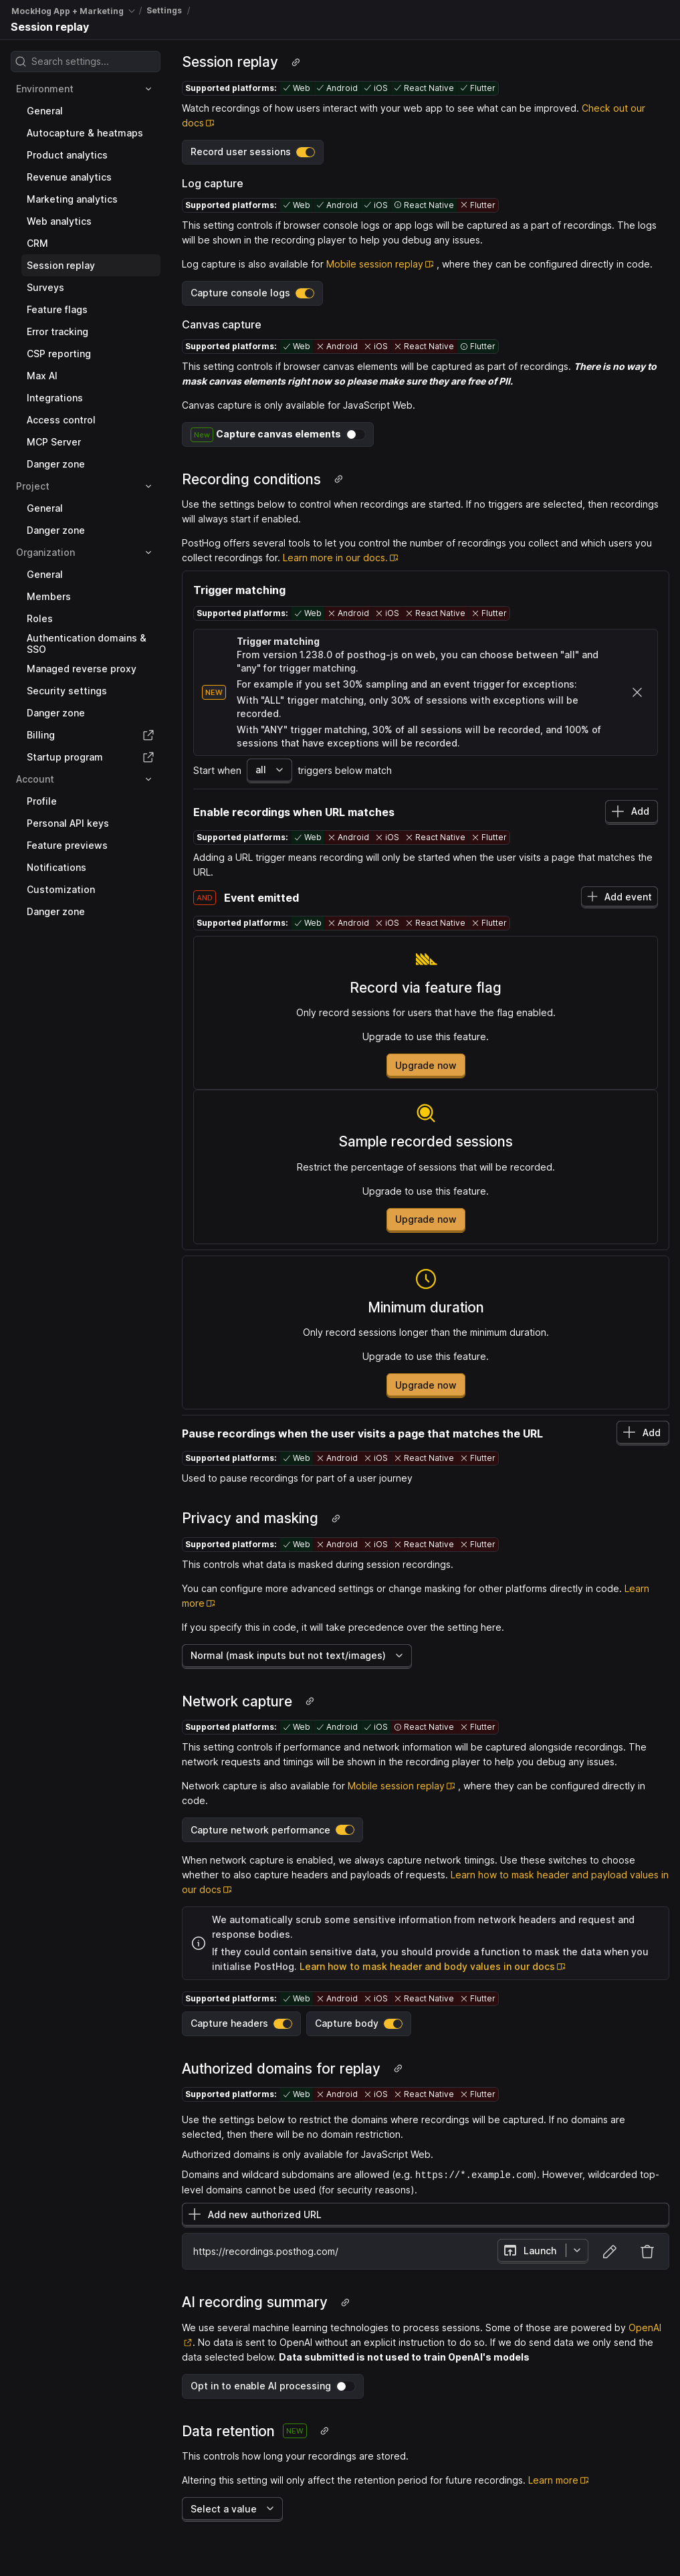 MockHog App + Marketing / Settings /
Session replay
Search settings...
Environment
General
Autocapture & heatmaps
Product analytics
Revenue analytics
Marketing analytics
Web analytics
CRM
Session replay
Surveys
Feature flags
Error tracking
CSP reporting
Max AI
Integrations
Access control
MCP Server
Danger zone
Project
General
Danger zone
Organization
General
Members
Roles
Authentication domains &
SSO
Managed reverse proxy
Security settings
Danger zone
Billing
Startup program
Account
Profile
Personal API keys
Feature previews
Notifications
Customization
Danger zone
Session replay
Supported platforms: Web Android iOS React Native Flutter
Watch recordings of how users interact with your web app to see what can be improved. Check out our
docs
Record user sessions
Log capture
Supported platforms: Web Android iOS React Native Flutter
This setting controls if browser console logs or app logs will be captured as a part of recordings. The logs
will be shown in the recording player to help you debug any issues.
Log capture is also available for Mobile session replay , where they can be configured directly in code.
Capture console logs
Canvas capture
Supported platforms: Web Android iOS React Native Flutter
This setting controls if browser canvas elements will be captured as part of recordings. There is no way to
mask canvas elements right now so please make sure they are free of PII.
Canvas capture is only available for JavaScript Web.
New Capture canvas elements
Recording conditions
Use the settings below to control when recordings are started. If no triggers are selected, then recordings
will always start if enabled.
PostHog offers several tools to let you control the number of recordings you collect and which users you
collect recordings for. Learn more in our docs.
Trigger matching
Supported platforms: Web Android iOS React Native Flutter
NEW
Trigger matching
From version 1.238.0 of posthog-js on web, you can choose between "all" and
"any" for trigger matching.
For example if you set 30% sampling and an event trigger for exceptions:
With "ALL" trigger matching, only 30% of sessions with exceptions will be
recorded.
With "ANY" trigger matching, 30% of all sessions will be recorded, and 100% of
sessions that have exceptions will be recorded.
Start when all triggers below match
Enable recordings when URL matches Add
Supported platforms: Web Android iOS React Native Flutter
Adding a URL trigger means recording will only be started when the user visits a page that matches the
URL.
AND Event emitted Add event
Supported platforms: Web Android iOS React Native Flutter
Record via feature flag
Only record sessions for users that have the flag enabled.
Upgrade to use this feature.
Upgrade now
Sample recorded sessions
Restrict the percentage of sessions that will be recorded.
Upgrade to use this feature.
Upgrade now
Minimum duration
Only record sessions longer than the minimum duration.
Upgrade to use this feature.
Upgrade now
Pause recordings when the user visits a page that matches the URL Add
Supported platforms: Web Android iOS React Native Flutter
Used to pause recordings for part of a user journey
Privacy and masking
Supported platforms: Web Android iOS React Native Flutter
This controls what data is masked during session recordings.
You can configure more advanced settings or change masking for other platforms directly in code. Learn
more
If you specify this in code, it will take precedence over the setting here.
Normal (mask inputs but not text/images)
Network capture
Supported platforms: Web Android iOS React Native Flutter
This setting controls if performance and network information will be captured alongside recordings. The
network requests and timings will be shown in the recording player to help you debug any issues.
Network capture is also available for Mobile session replay , where they can be configured directly in
code.
Capture network performance
When network capture is enabled, we always capture network timings. Use these switches to choose
whether to also capture headers and payloads of requests. Learn how to mask header and payload values in
our docs
We automatically scrub some sensitive information from network headers and request and
response bodies.
If they could contain sensitive data, you should provide a function to mask the data when you
initialise PostHog. Learn how to mask header and body values in our docs
Supported platforms: Web Android iOS React Native Flutter
Capture headers Capture body
Authorized domains for replay
Supported platforms: Web Android iOS React Native Flutter
Use the settings below to restrict the domains where recordings will be captured. If no domains are
selected, then there will be no domain restriction.
Authorized domains is only available for JavaScript Web.
Domains and wildcard subdomains are allowed (e.g. https://*.example.com). However, wildcarded top-
level domains cannot be used (for security reasons).
Add new authorized URL
https://recordings.posthog.com/ Launch
AI recording summary
We use several machine learning technologies to process sessions. Some of those are powered by OpenAI
. No data is sent to OpenAI without an explicit instruction to do so. If we do send data we only send the
data selected below. Data submitted is not used to train OpenAI's models
Opt in to enable AI processing
Data retention NEW
This controls how long your recordings are stored.
Altering this setting will only affect the retention period for future recordings. Learn more
Select a value